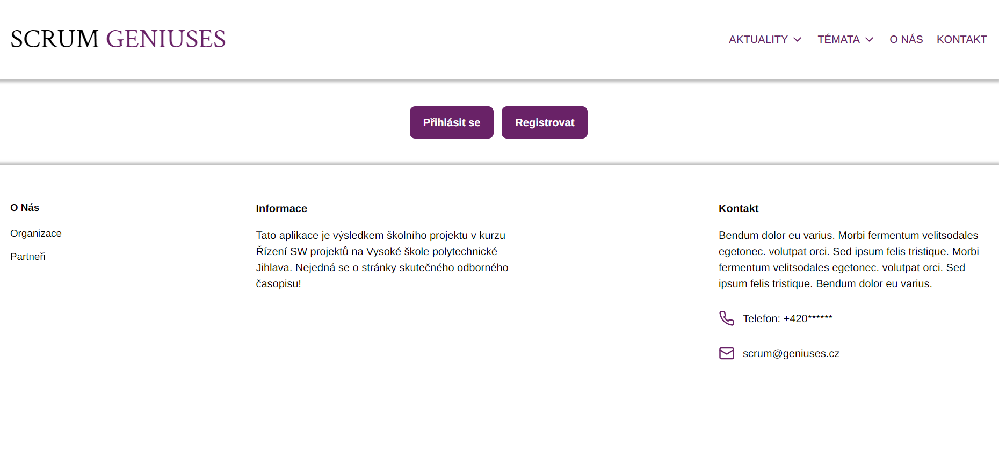 SCRUM GENIUSES
AKTUALITY
TÉMATA
O NÁS
KONTAKT
Přihlásit se
Registrovat
O Nás
Organizace
Partneři
Informace
Tato aplikace je výsledkem školního projektu v kurzu
Řízení SW projektů na Vysoké škole polytechnické
Jihlava. Nejedná se o stránky skutečného odborného
časopisu!
Kontakt
Bendum dolor eu varius. Morbi fermentum velitsodales
egetonec. volutpat orci. Sed ipsum felis tristique. Morbi
fermentum velitsodales egetonec. volutpat orci. Sed
ipsum felis tristique. Bendum dolor eu varius.
Telefon: +420******
scrum@geniuses.cz